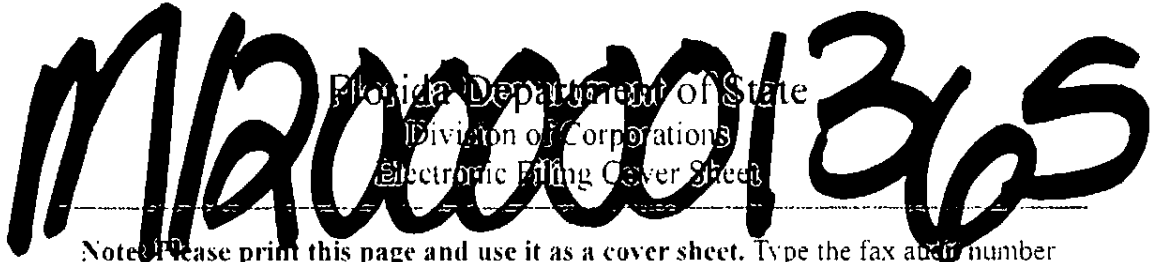 M12000001365
Florida Department of State
Division of Corporations
Electronic Filing Cover Sheet
Note: Please print this page and use it as a cover sheet. Type the fax audit number